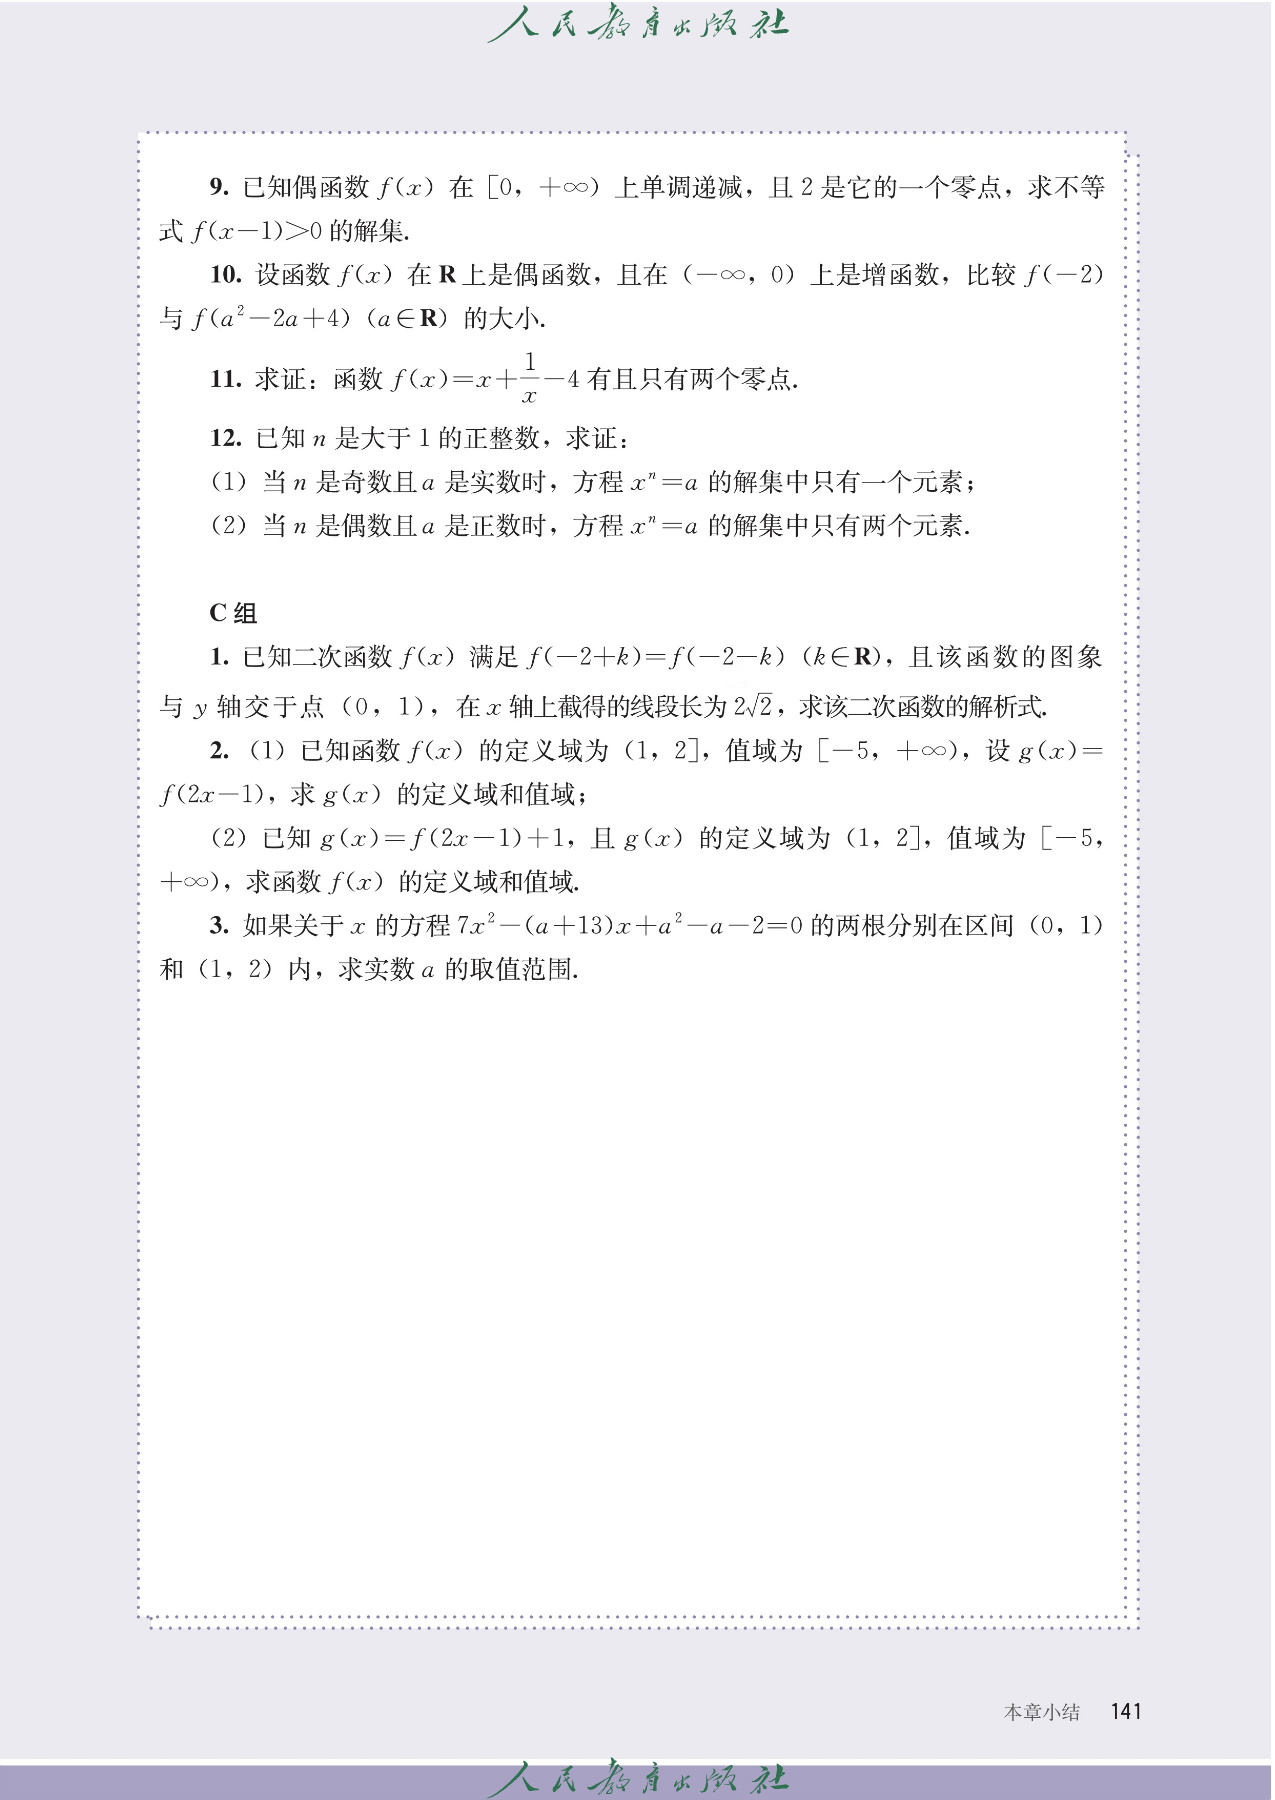 人民教育出版社
9. 已知偶函数 f(x) 在 [0，+∞) 上单调递减，且 2 是它的一个零点，求不等
式 f(x−1)>0 的解集.
10. 设函数 f(x) 在 R 上是偶函数，且在 (−∞，0) 上是增函数，比较 f(−2)
与 f(a²−2a+4) (a∈R) 的大小.
11. 求证：函数 f(x)=x+1/x−4 有且只有两个零点.
12. 已知 n 是大于 1 的正整数，求证：
(1) 当 n 是奇数且 a 是实数时，方程 xⁿ=a 的解集中只有一个元素；
(2) 当 n 是偶数且 a 是正数时，方程 xⁿ=a 的解集中只有两个元素.
C 组
1. 已知二次函数 f(x) 满足 f(−2+k)=f(−2−k) (k∈R)，且该函数的图象
与 y 轴交于点 (0，1)，在 x 轴上截得的线段长为 2√2，求该二次函数的解析式.
2. (1) 已知函数 f(x) 的定义域为 (1，2]，值域为 [−5，+∞)，设 g(x)=
f(2x−1)，求 g(x) 的定义域和值域；
(2) 已知 g(x)=f(2x−1)+1，且 g(x) 的定义域为 (1，2]，值域为 [−5，
+∞)，求函数 f(x) 的定义域和值域.
3. 如果关于 x 的方程 7x²−(a+13)x+a²−a−2=0 的两根分别在区间 (0，1)
和 (1，2) 内，求实数 a 的取值范围.
本章小结 141
人民教育出版社